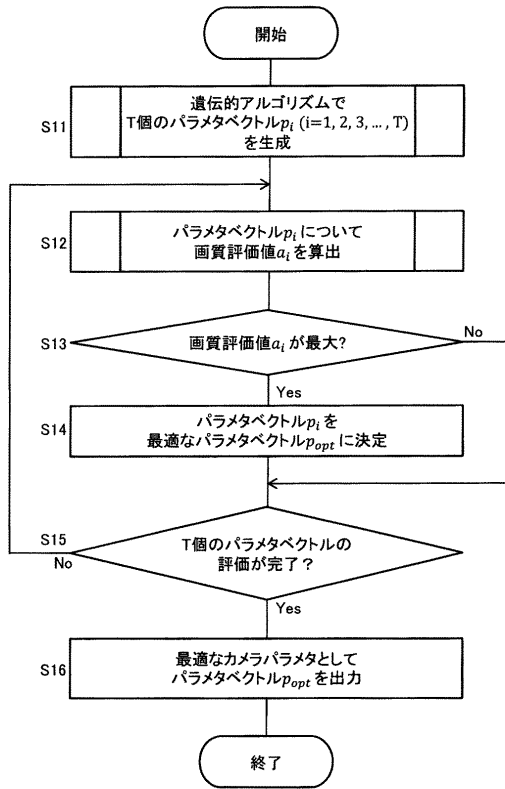 開始
S11
遺伝的アルゴリズムで
T個のパラメタベクトルp_i (i=1, 2, 3, ... , T)
を生成
S12
パラメタベクトルp_iについて
画質評価値a_iを算出
S13
画質評価値a_iが最大?
No
Yes
S14
パラメタベクトルp_iを
最適なパラメタベクトルp_optに決定
S15
T個のパラメタベクトルの
評価が完了？
No
Yes
S16
最適なカメラパラメタとして
パラメタベクトルp_optを出力
終了